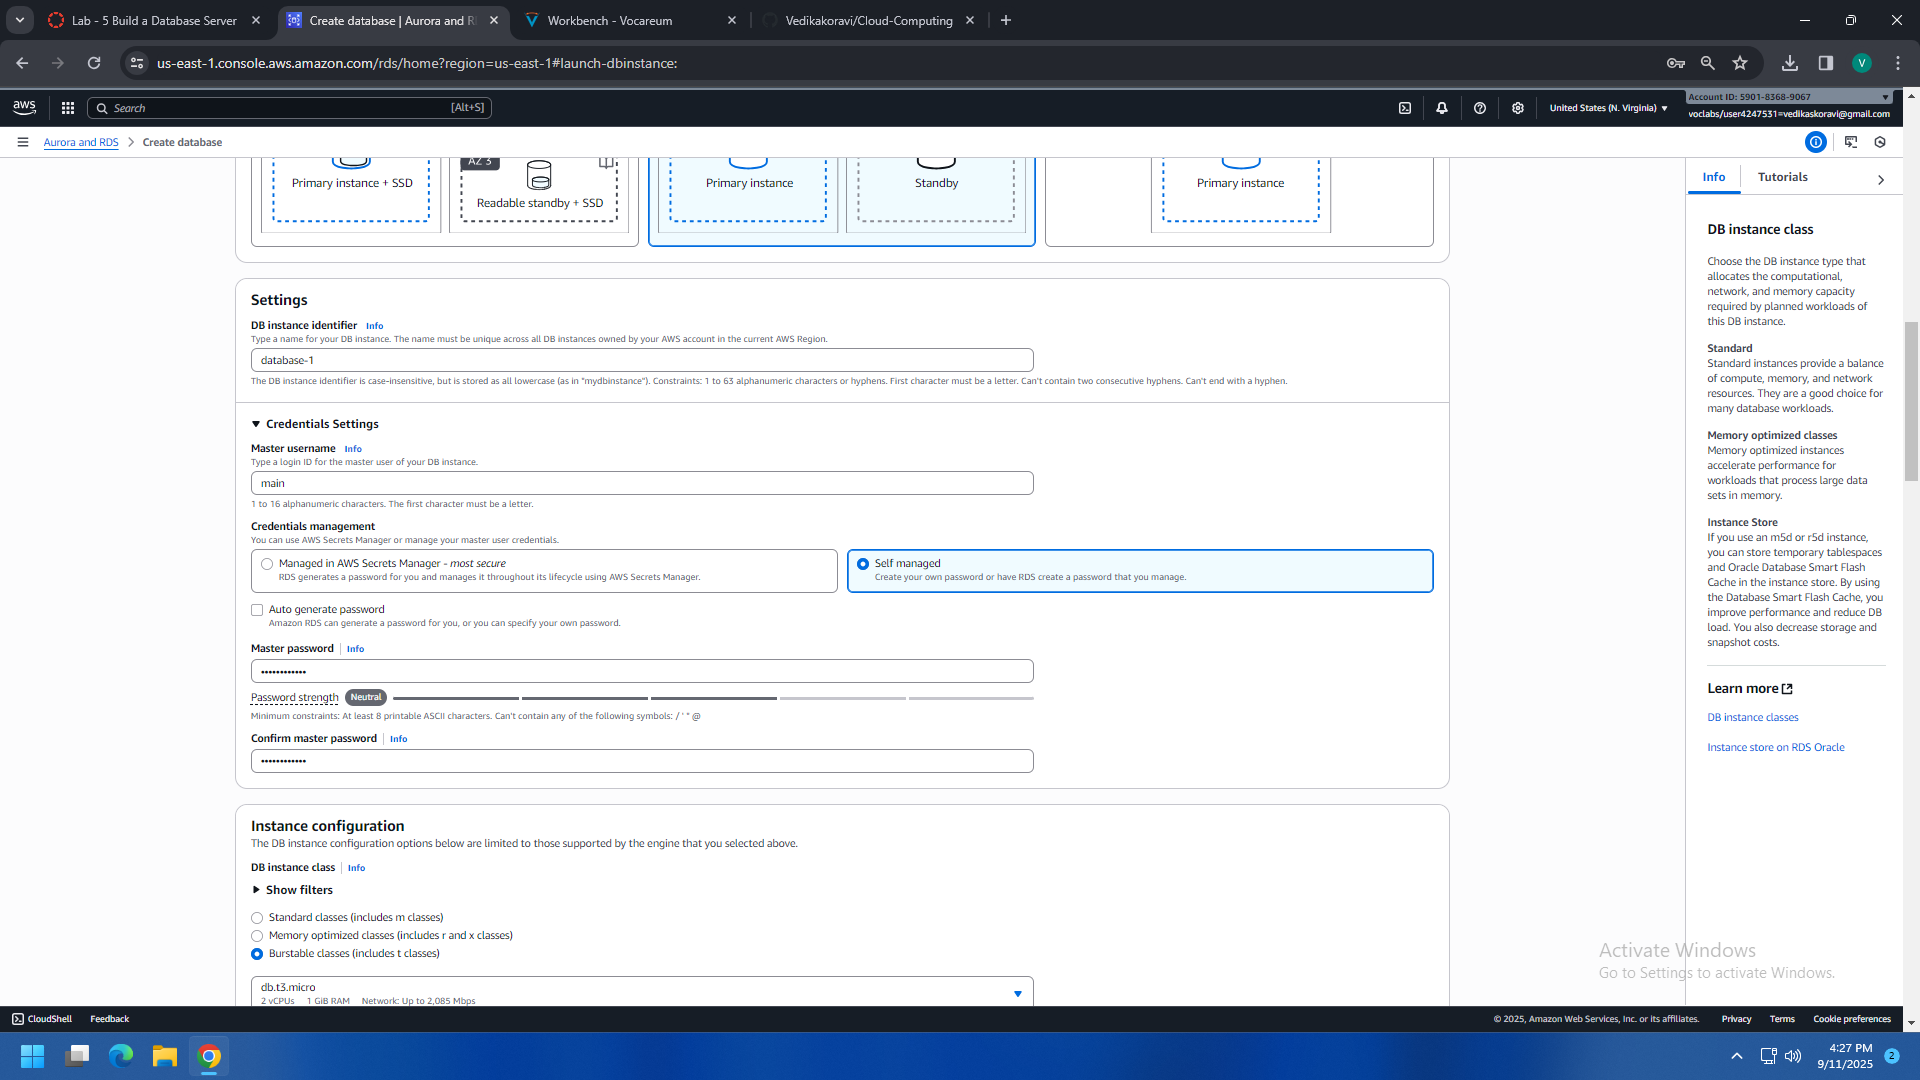 Lab - 5 Build a Database Server
Create database | Aurora and R
Workbench - Vocareum
Vedikakoravi/Cloud-Computing
us-east-1.console.aws.amazon.com/rds/home?region=us-east-1#launch-dbinstance:
V
aws
Search
[Alt+S]
United States (N. Virginia)
Account ID: 5901-8368-9067
voclabs/user4247531=vedikaskoravi@gmail.com
Aurora and RDS > Create database
Primary instance + SSD
AZ 3
Readable standby + SSD
Primary instance
Standby
Primary instance
Settings
DB instance identifier Info
Type a name for your DB instance. The name must be unique across all DB instances owned by your AWS account in the current AWS Region.
database-1
The DB instance identifier is case-insensitive, but is stored as all lowercase (as in "mydbinstance"). Constraints: 1 to 63 alphanumeric characters or hyphens. First character must be a letter. Can't contain two consecutive hyphens. Can't end with a hyphen.
Credentials Settings
Master username Info
Type a login ID for the master user of your DB instance.
main
1 to 16 alphanumeric characters. The first character must be a letter.
Credentials management
You can use AWS Secrets Manager or manage your master user credentials.
Managed in AWS Secrets Manager - most secure
RDS generates a password for you and manages it throughout its lifecycle using AWS Secrets Manager.
Self managed
Create your own password or have RDS create a password that you manage.
Auto generate password
Amazon RDS can generate a password for you, or you can specify your own password.
Master password Info
••••••••••••
Password strength Neutral
Minimum constraints: At least 8 printable ASCII characters. Can't contain any of the following symbols: / ' " @
Confirm master password Info
••••••••••••
Instance configuration
The DB instance configuration options below are limited to those supported by the engine that you selected above.
DB instance class Info
Show filters
Standard classes (includes m classes)
Memory optimized classes (includes r and x classes)
Burstable classes (includes t classes)
db.t3.micro
2 vCPUs 1 GiB RAM Network: Up to 2,085 Mbps
Info
Tutorials
DB instance class
Choose the DB instance type that
allocates the computational,
network, and memory capacity
required by planned workloads of
this DB instance.
Standard
Standard instances provide a balance
of compute, memory, and network
resources. They are a good choice for
many database workloads.
Memory optimized classes
Memory optimized instances
accelerate performance for
workloads that process large data
sets in memory.
Instance Store
If you use an m5d or r5d instance,
you can store temporary tablespaces
and Oracle Database Smart Flash
Cache in the instance store. By using
the Database Smart Flash Cache, you
improve performance and reduce DB
load. You also decrease storage and
snapshot costs.
Learn more
DB instance classes
Instance store on RDS Oracle
Activate Windows
Go to Settings to activate Windows.
CloudShell
Feedback
© 2025, Amazon Web Services, Inc. or its affiliates.
Privacy
Terms
Cookie preferences
4:27 PM
9/11/2025
2